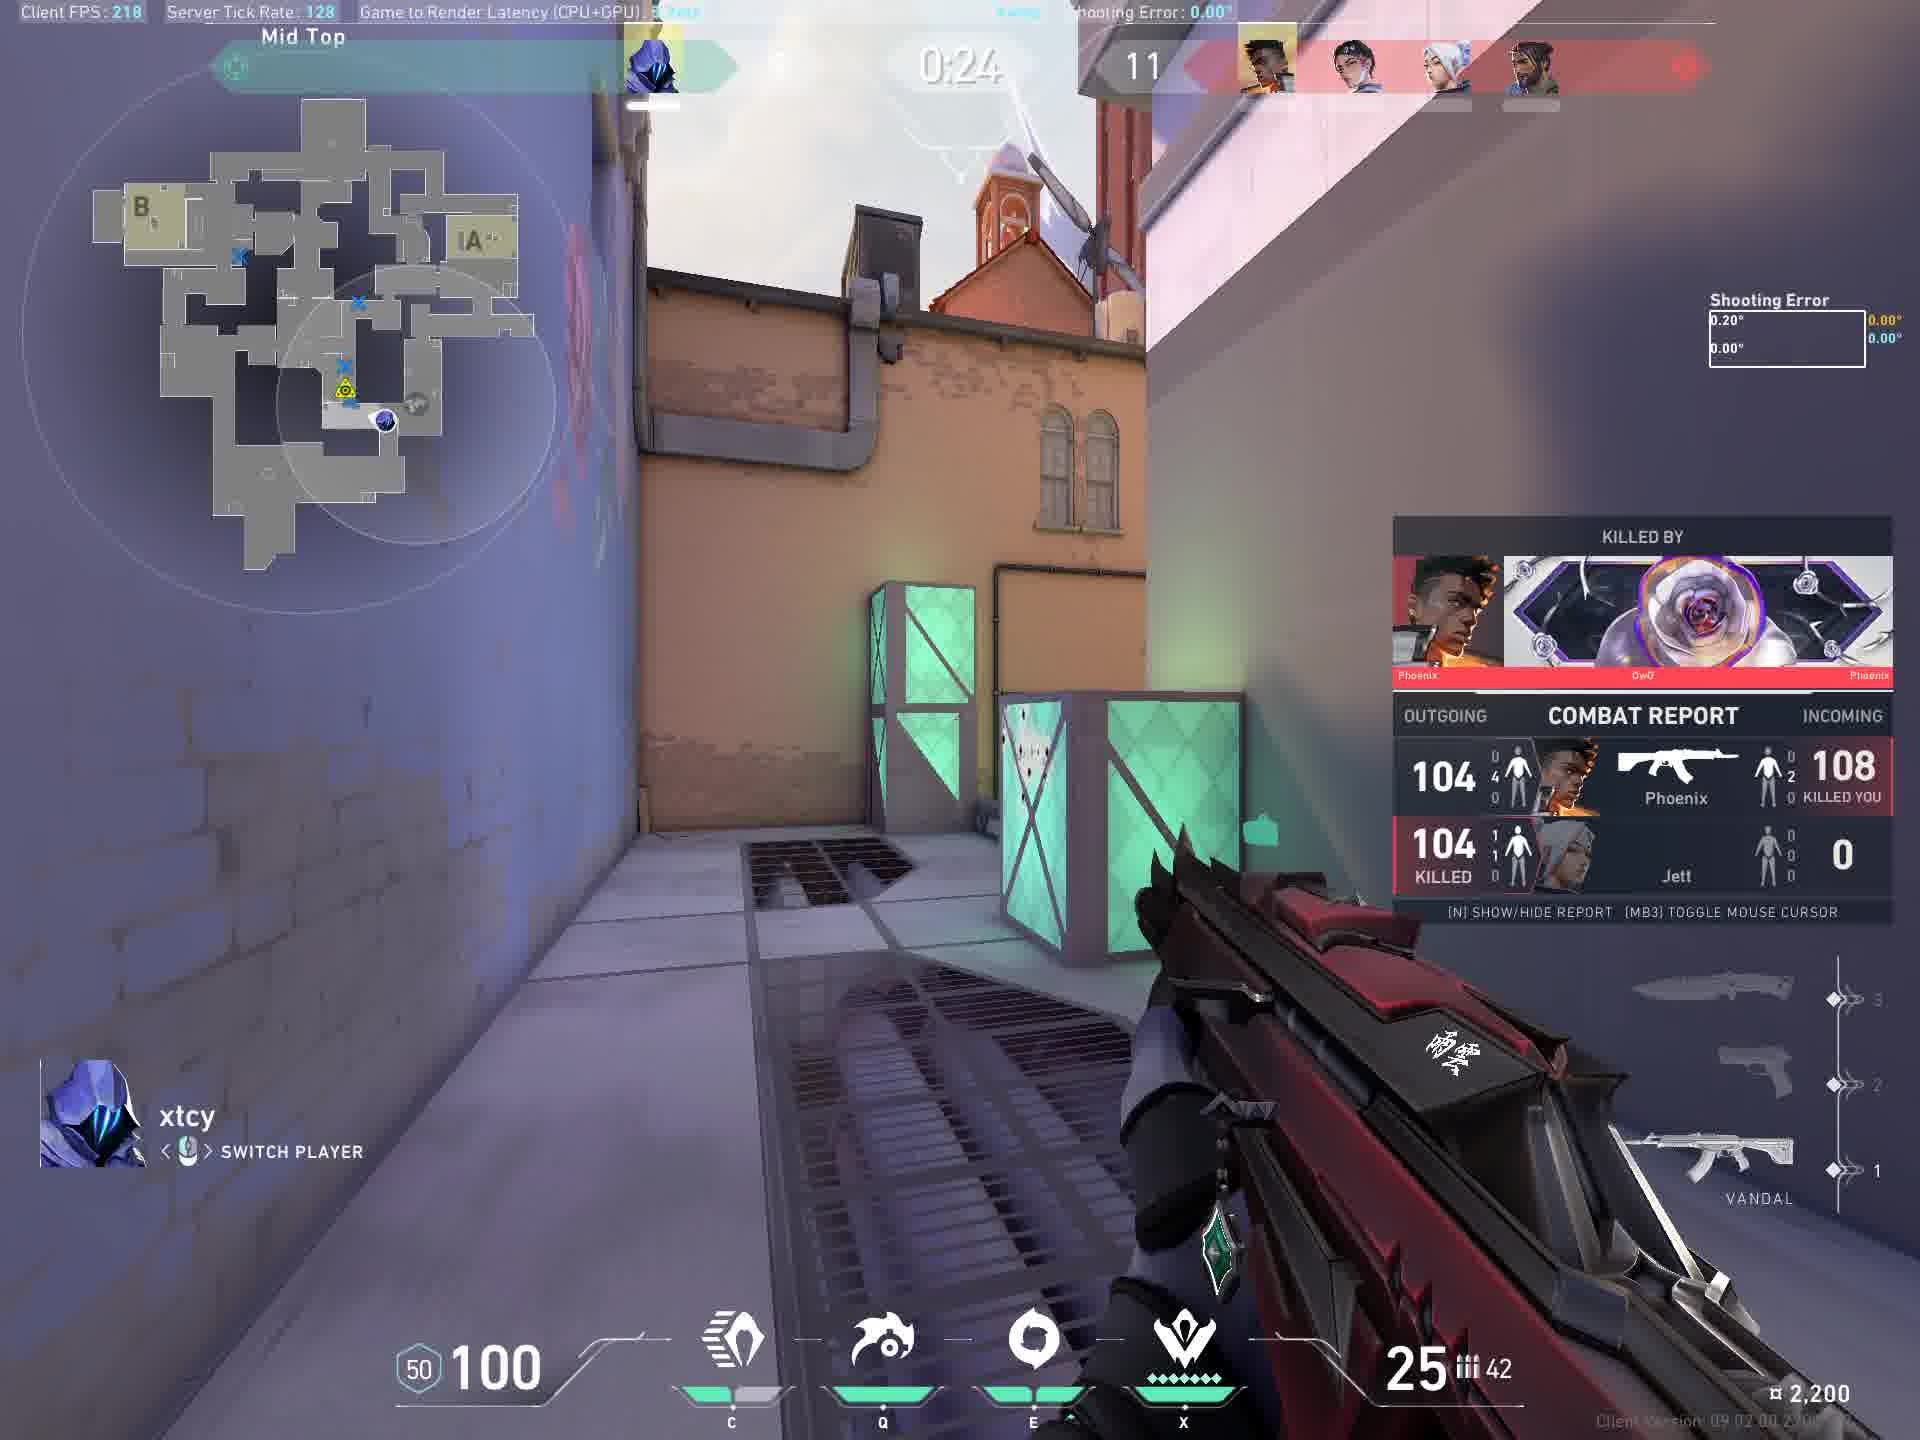 Client FPS: 218
Server Tick Rate: 128
Game to Render Latency (CPU+GPU):
Shooting Error: 0.00°
Mid Top
0:24
11
B
A
Shooting Error
0.20°
0.00°
0.00°
0.00°
KILLED BY
Phoenix
OwO
Phoenix
OUTGOING
COMBAT REPORT
INCOMING
104
0
4
0
Phoenix
0
2
0
108
KILLED YOU
104
KILLED
1
1
0
Jett
0
0
0
0
[N] SHOW/HIDE REPORT [MB3] TOGGLE MOUSE CURSOR
3
2
1
VANDAL
雨雲
xtcy
< > SWITCH PLAYER
50
100
C
Q
E
X
25
42
¤ 2,200